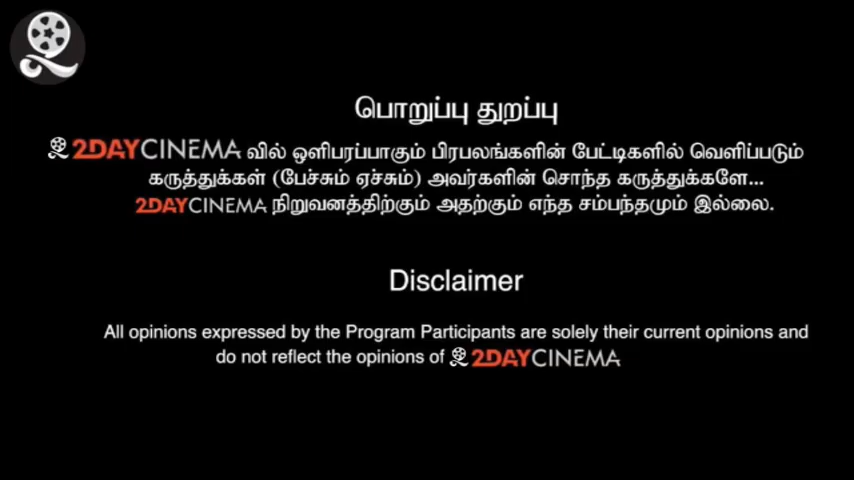 பொறுப்பு துறப்பு
2DAYCINEMA வில் ஒளிபரப்பாகும் பிரபலங்களின் பேட்டிகளில் வெளிப்படும்
கருத்துக்கள் (பேச்சும் ஏச்சும்) அவர்களின் சொந்த கருத்துக்களே...
2DAYCINEMA நிறுவனத்திற்கும் அதற்கும் எந்த சம்பந்தமும் இல்லை.
Disclaimer
All opinions expressed by the Program Participants are solely their current opinions and
do not reflect the opinions of 2DAYCINEMA